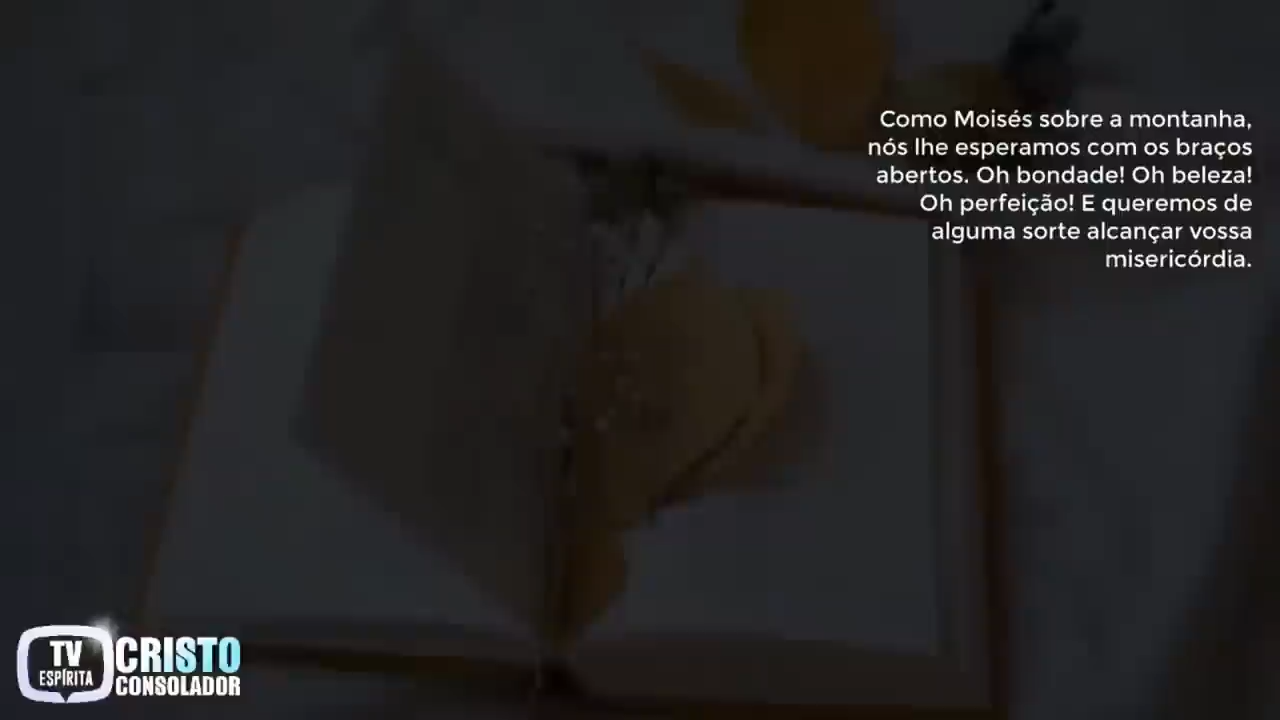 Como Moisés sobre a montanha,
nós lhe esperamos com os braços
abertos. Oh bondade! Oh beleza!
Oh perfeição! E queremos de
alguma sorte alcançar vossa
misericórdia.
TV
ESPÍRITA
CRISTO
CONSOLADOR